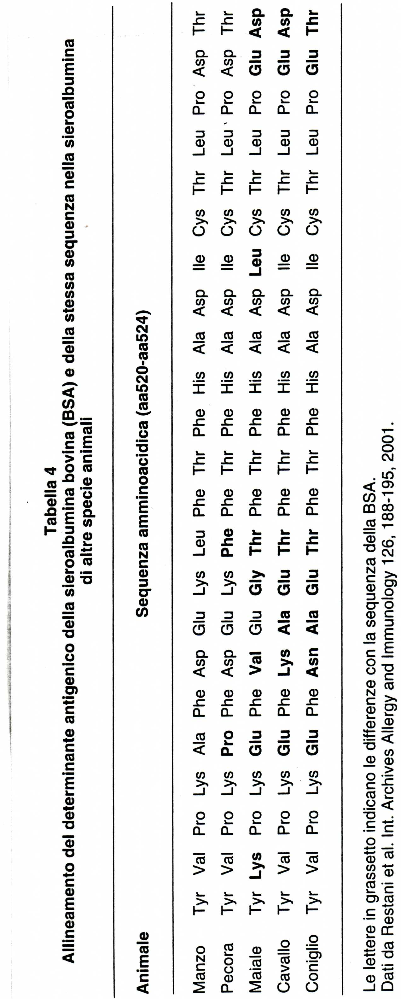 Tabella 4
Allineamento del determinante antigenico della sieroalbumina bovina (BSA) e della stessa sequenza nella sieroalbumina
di altre specie animali
Animale Sequenza amminoacidica (aa520-aa524)
Manzo Tyr Val Pro Lys Ala Phe Asp Glu Lys Leu Phe Thr Phe His Ala Asp Ile Cys Thr Leu Pro Asp Thr
Pecora Tyr Val Pro Lys Pro Phe Asp Glu Lys Phe Phe Thr Phe His Ala Asp Ile Cys Thr Leu Pro Asp Thr
Maiale Tyr Lys Pro Lys Glu Phe Val Glu Gly Thr Phe Thr Phe His Ala Asp Leu Cys Thr Leu Pro Glu Asp
Cavallo Tyr Val Pro Lys Glu Phe Lys Ala Glu Thr Phe Thr Phe His Ala Asp Ile Cys Thr Leu Pro Glu Asp
Coniglio Tyr Val Pro Lys Glu Phe Asn Ala Glu Thr Phe Thr Phe His Ala Asp Ile Cys Thr Leu Pro Glu Thr
Le lettere in grassetto indicano le differenze con la sequenza della BSA.
Dati da Restani et al. Int. Archives Allergy and Immunology 126, 188-195, 2001.